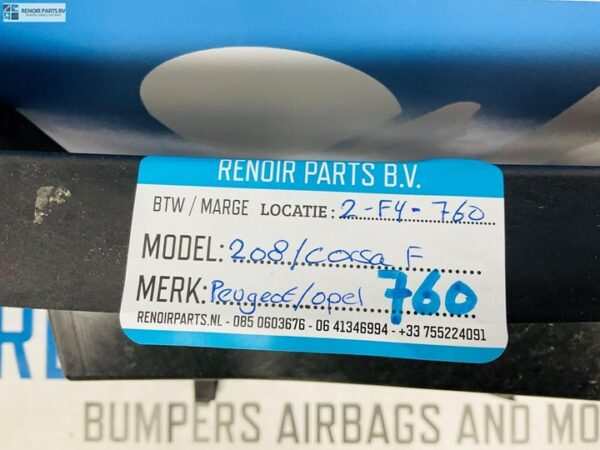 RENOIR PARTS BV
RENOIR PARTS B.V.
BTW / MARGE LOCATIE: 2-F4-760
MODEL: 208/Corsa F
MERK: Peugeot/opel 760
RENOIRPARTS.NL - 085 0603676 - 06 41346994 - +33 755224091
BUMPERS AIRBAGS AND MO